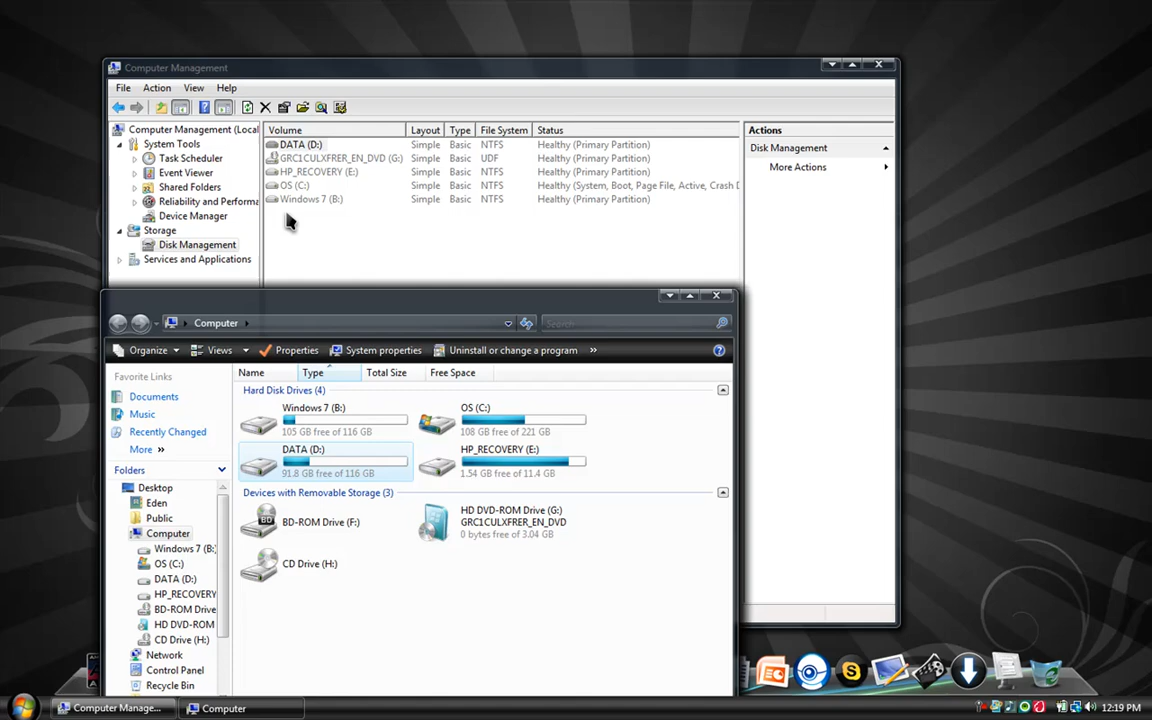 Computer Management
File Action View Help
Computer Management (Local
System Tools
Task Scheduler
Event Viewer
Shared Folders
Reliability and Performa
Device Manager
Storage
Disk Management
Services and Applications
Volume Layout Type File System Status
DATA (D:) Simple Basic NTFS Healthy (Primary Partition)
GRC1CULXFRER_EN_DVD (G:) Simple Basic UDF Healthy (Primary Partition)
HP_RECOVERY (E:) Simple Basic NTFS Healthy (Primary Partition)
OS (C:) Simple Basic NTFS Healthy (System, Boot, Page File, Active, Crash D
Windows 7 (B:) Simple Basic NTFS Healthy (Primary Partition)
Actions
Disk Management
More Actions
Computer
Search
Organize Views Properties System properties Uninstall or change a program »
Favorite Links
Documents
Music
Recently Changed
More »
Folders
Desktop
Eden
Public
Computer
Windows 7 (B:)
OS (C:)
DATA (D:)
HP_RECOVERY
BD-ROM Drive
HD DVD-ROM
CD Drive (H:)
Network
Control Panel
Recycle Bin
Name Type Total Size Free Space
Hard Disk Drives (4)
Windows 7 (B:)
105 GB free of 116 GB
OS (C:)
108 GB free of 221 GB
DATA (D:)
91.8 GB free of 116 GB
HP_RECOVERY (E:)
1.54 GB free of 11.4 GB
Devices with Removable Storage (3)
BD
BD-ROM Drive (F:)
HD DVD-ROM Drive (G:)
GRC1CULXFRER_EN_DVD
0 bytes free of 3.04 GB
CD Drive (H:)
Computer Manage...
Computer
12:19 PM